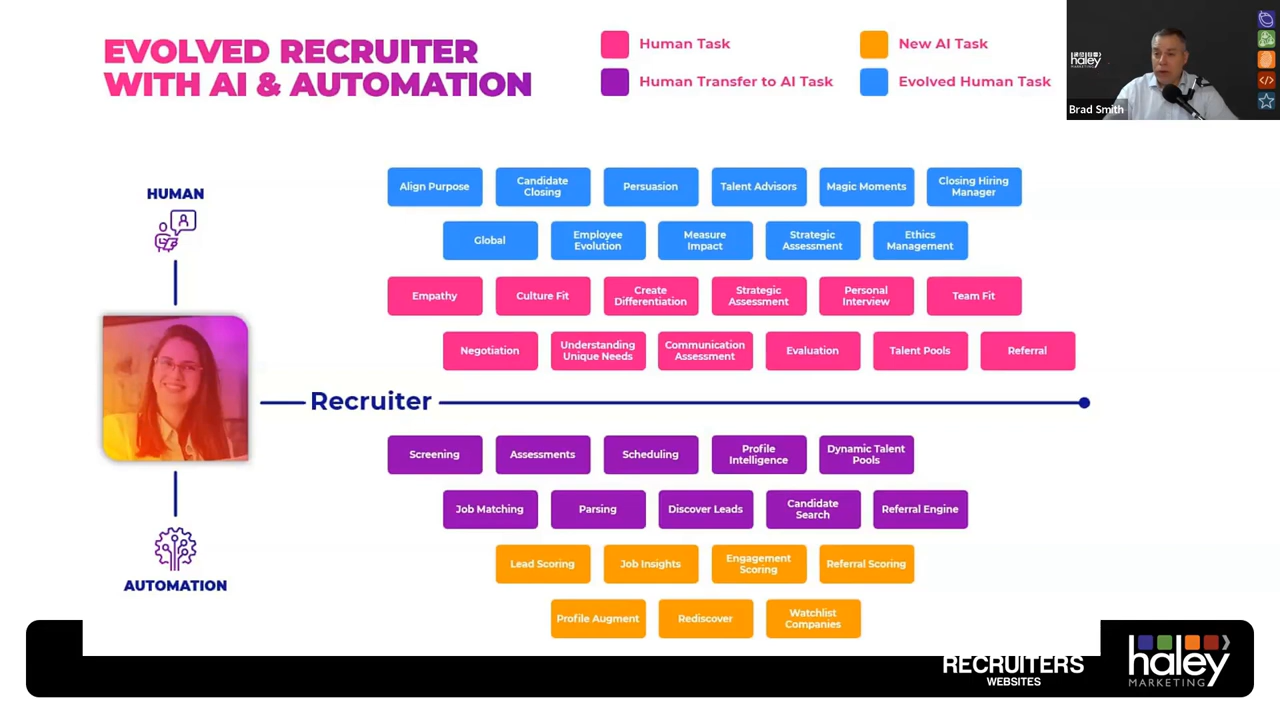 EVOLVED RECRUITER
WITH AI & AUTOMATION
Human Task
New AI Task
Human Transfer to AI Task
Evolved Human Task
haley
MARKETING
Brad Smith
HUMAN
Align Purpose
Candidate
Closing
Persuasion
Talent Advisors
Magic Moments
Closing Hiring
Manager
Global
Employee
Evolution
Measure
Impact
Strategic
Assessment
Ethics
Management
Empathy
Culture Fit
Create
Differentiation
Strategic
Assessment
Personal
Interview
Team Fit
Negotiation
Understanding
Unique Needs
Communication
Assessment
Evaluation
Talent Pools
Referral
Recruiter
Screening
Assessments
Scheduling
Profile
Intelligence
Dynamic Talent
Pools
Job Matching
Parsing
Discover Leads
Candidate
Search
Referral Engine
AUTOMATION
Lead Scoring
Job Insights
Engagement
Scoring
Referral Scoring
Profile Augment
Rediscover
Watchlist
Companies
RECRUITERS
WEBSITES
haley
MARKETING